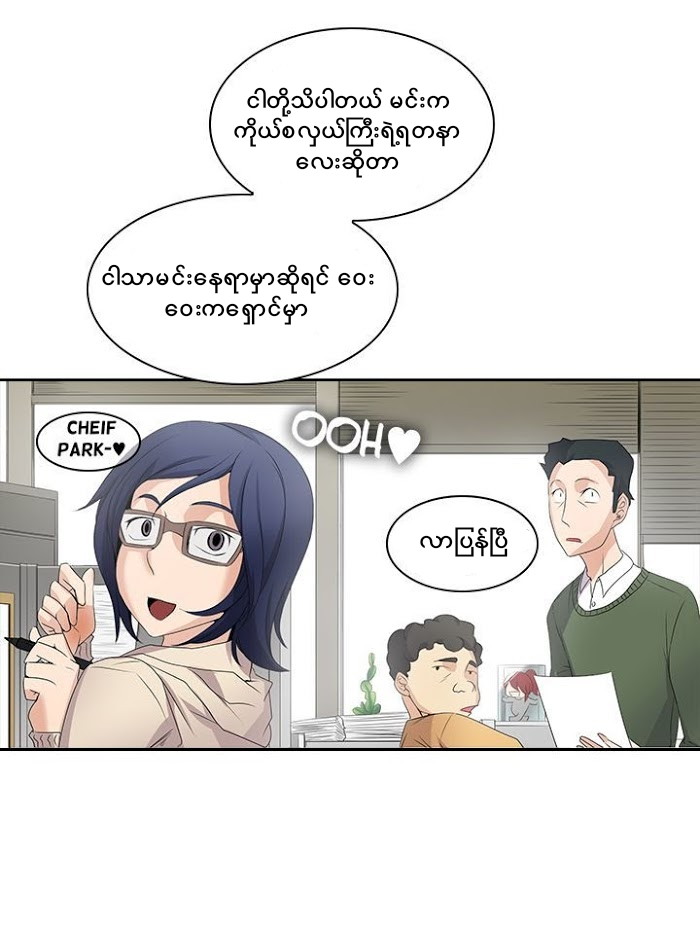 ငါတို့သိပါတယ် မင်းက
ကိုယ်စလှယ်ကြီးရဲ့ရတနာ
လေးဆိုတာ
ငါသာမင်းနေရာမှာဆိုရင် ဝေး
ဝေးကရှောင်မှာ
CHEIF
PARK-♥
OOH♥
လာပြန်ပြီ